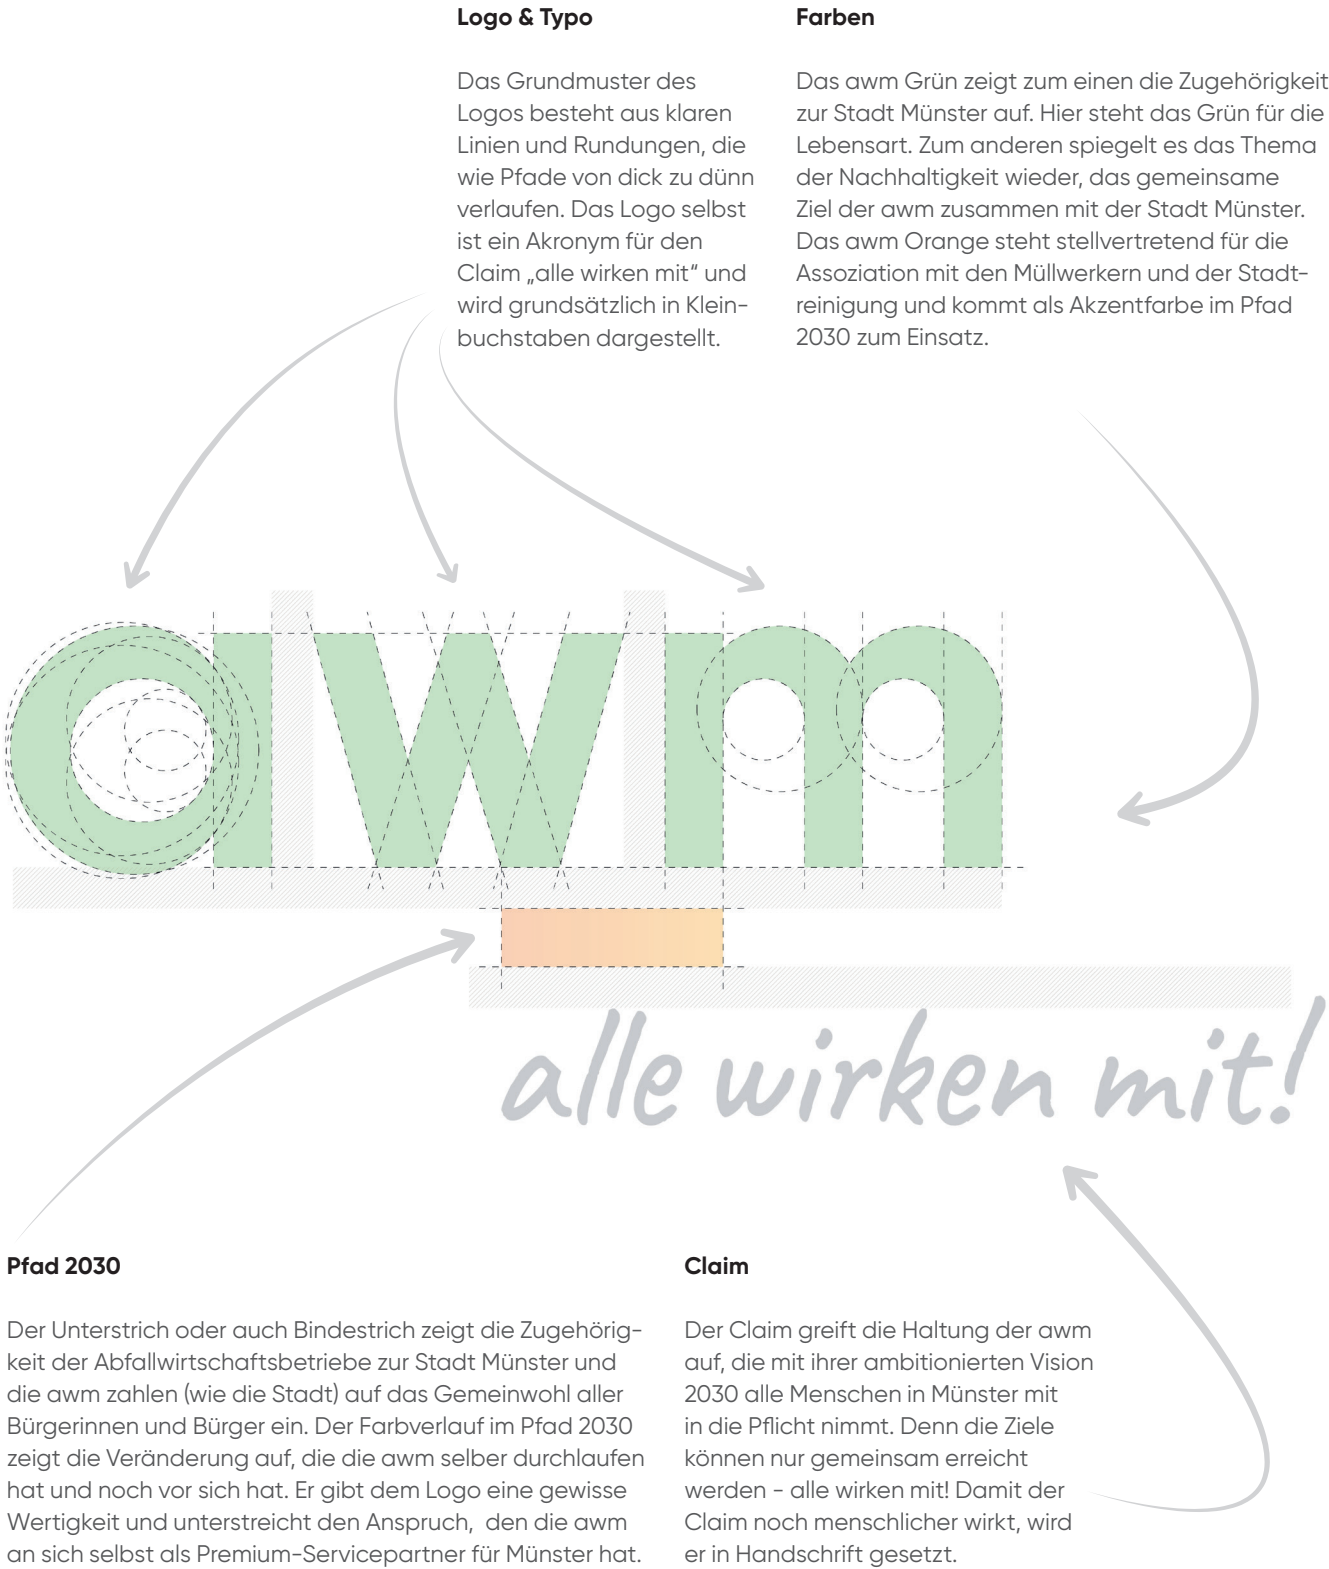 Logo & Typo
Das Grundmuster des
Logos besteht aus klaren
Linien und Rundungen, die
wie Pfade von dick zu dünn
verlaufen. Das Logo selbst
ist ein Akronym für den
Claim „alle wirken mit“ und
wird grundsätzlich in Klein-
buchstaben dargestellt.
Farben
Das awm Grün zeigt zum einen die Zugehörigkeit
zur Stadt Münster auf. Hier steht das Grün für die
Lebensart. Zum anderen spiegelt es das Thema
der Nachhaltigkeit wieder, das gemeinsame
Ziel der awm zusammen mit der Stadt Münster.
Das awm Orange steht stellvertretend für die
Assoziation mit den Müllwerkern und der Stadt-
reinigung und kommt als Akzentfarbe im Pfad
2030 zum Einsatz.
awm
alle wirken mit!
Pfad 2030
Der Unterstrich oder auch Bindestrich zeigt die Zugehörig-
keit der Abfallwirtschaftsbetriebe zur Stadt Münster und
die awm zahlen (wie die Stadt) auf das Gemeinwohl aller
Bürgerinnen und Bürger ein. Der Farbverlauf im Pfad 2030
zeigt die Veränderung auf, die die awm selber durchlaufen
hat und noch vor sich hat. Er gibt dem Logo eine gewisse
Wertigkeit und unterstreicht den Anspruch, den die awm
an sich selbst als Premium-Servicepartner für Münster hat.
Claim
Der Claim greift die Haltung der awm
auf, die mit ihrer ambitionierten Vision
2030 alle Menschen in Münster mit
in die Pflicht nimmt. Denn die Ziele
können nur gemeinsam erreicht
werden - alle wirken mit! Damit der
Claim noch menschlicher wirkt, wird
er in Handschrift gesetzt.